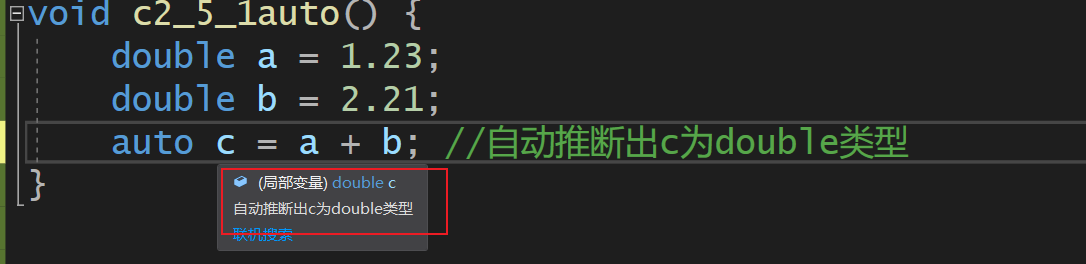 void c2_5_1auto() {
double a = 1.23;
double b = 2.21;
auto c = a + b; //自动推断出c为double类型
}
(局部变量) double c
自动推断出c为double类型
联机搜索